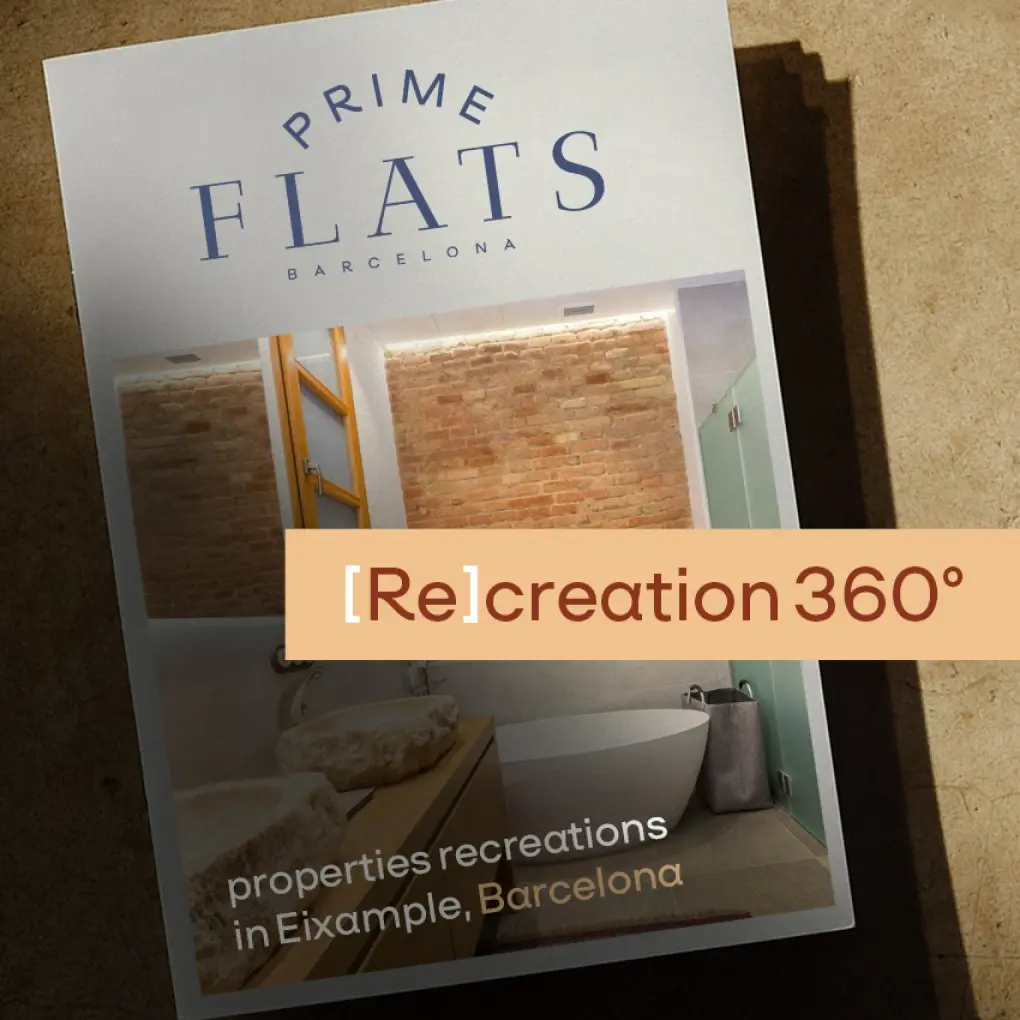 PRIME
FLATS
BARCELONA
[Re]creation 360°
properties recreations
in Eixample, Barcelona